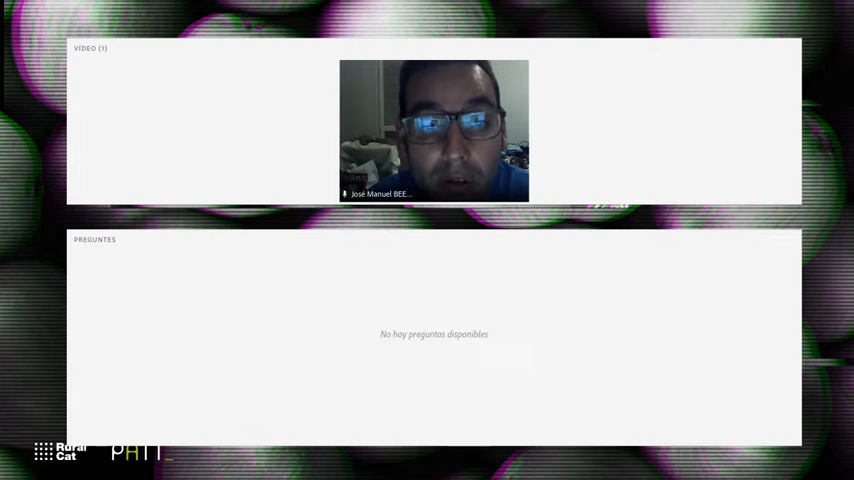 VÍDEO (1)
José Manuel BEE...
PREGUNTES
No hay preguntas disponibles
Rural
Cat
PATT_